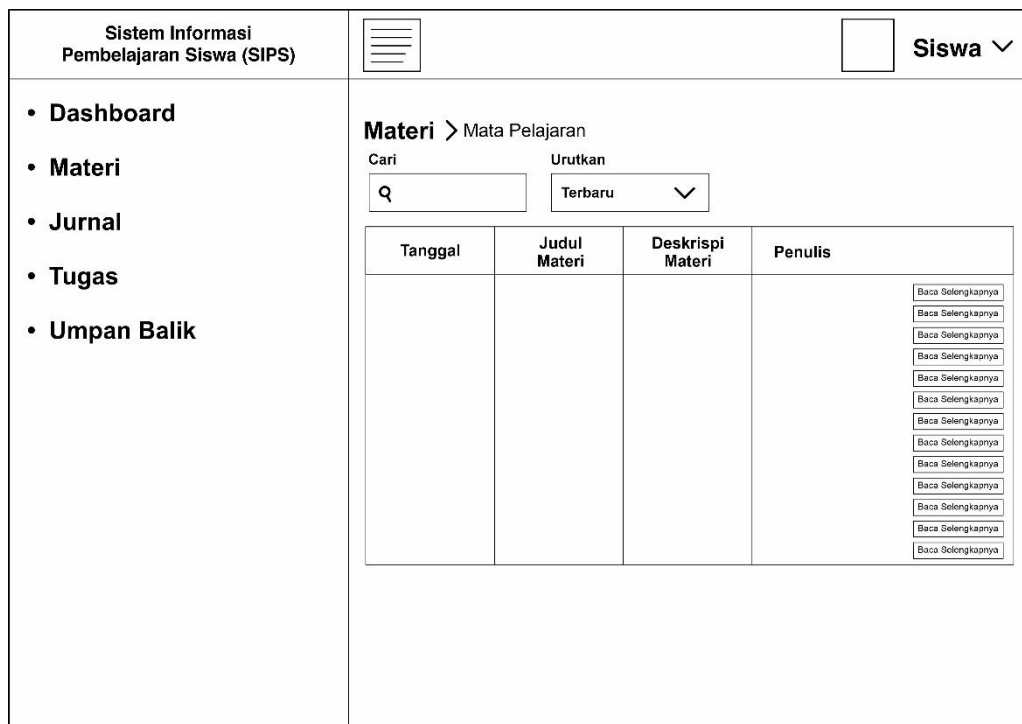 Sistem Informasi
Pembelajaran Siswa (SIPS)
Siswa
• Dashboard
• Materi
• Jurnal
• Tugas
• Umpan Balik
Materi > Mata Pelajaran
Cari
Urutkan
Terbaru
Tanggal
Judul
Materi
Deskripsi
Materi
Penulis
Baca Selengkapnya
Baca Selengkapnya
Baca Selengkapnya
Baca Selengkapnya
Baca Selengkapnya
Baca Selengkapnya
Baca Selengkapnya
Baca Selengkapnya
Baca Selengkapnya
Baca Selengkapnya
Baca Selengkapnya
Baca Selengkapnya
Baca Selengkapnya